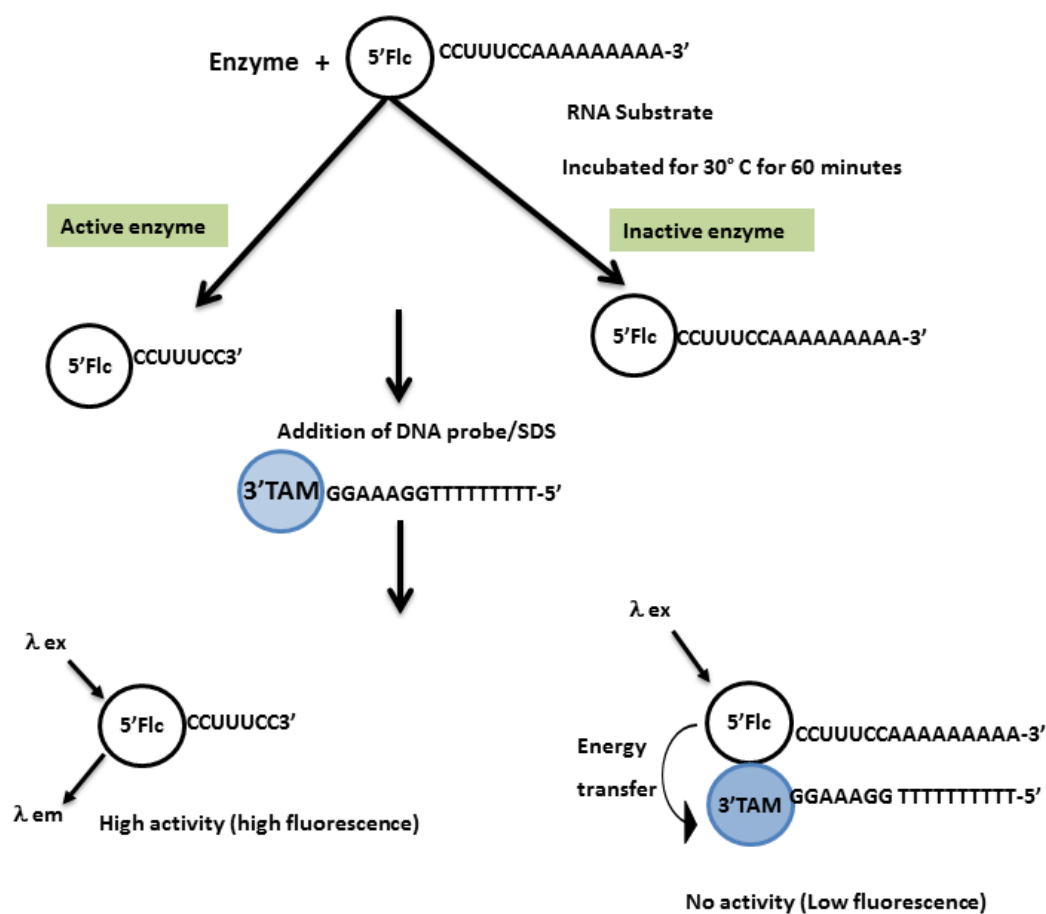 Enzyme + 5'Flc CCUUUCCAAAAAAAAA-3'
RNA Substrate
Incubated for 30° C for 60 minutes
Active enzyme
Inactive enzyme
5'Flc CCUUUCC3'
5'Flc CCUUUCCAAAAAAAAA-3'
Addition of DNA probe/SDS
3'TAM GGAAAGGTTTTTTTTT-5'
λ ex
5'Flc CCUUUCC3'
λ em
High activity (high fluorescence)
λ ex
5'Flc CCUUUCCAAAAAAAAA-3'
Energy
transfer
3'TAM GGAAAGG TTTTTTTTTT-5'
No activity (Low fluorescence)